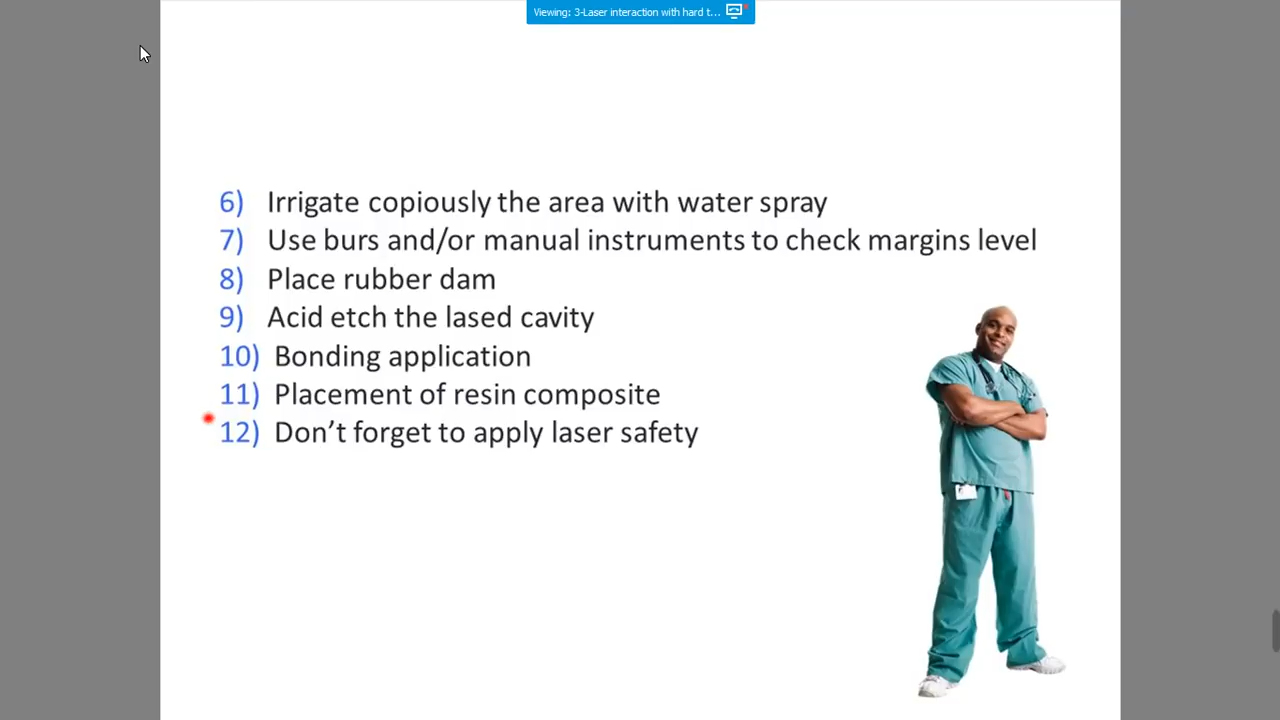 Viewing: 3-Laser interaction with hard t...
6) Irrigate copiously the area with water spray
7) Use burs and/or manual instruments to check margins level
8) Place rubber dam
9) Acid etch the lased cavity
10) Bonding application
11) Placement of resin composite
12) Don’t forget to apply laser safety